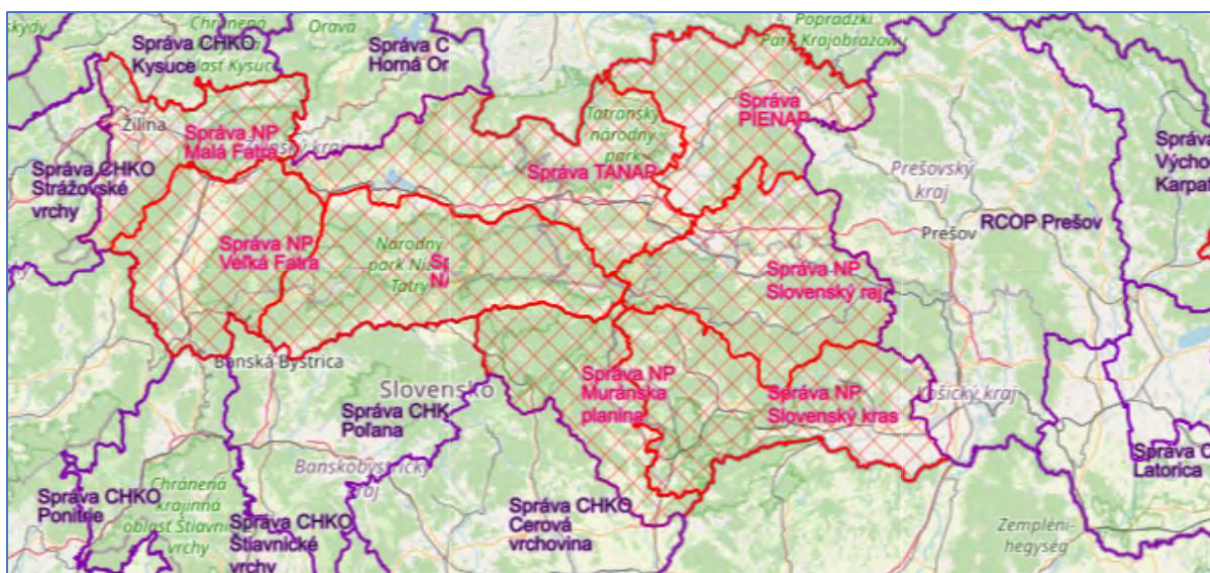 Popradzki
Park Krajobrazowy
Správa CHKO
Kysuce
Orava
Správa C
Horná Or
Žilina
Správa NP
Malá Fatra
Tatranský
národný
park
Správa
PIENAP
Správa CHKO
Strážovské
vrchy
Správa TANAP
Prešovský
kraj
Správa
Výcho
Karpat
Prešov
RCOP Prešov
Správa NP
Veľká Fatra
Národný
park Níz
Tatry
Správa NP
Slovenský raj
Banská Bystrica
Slovensko
Správa NP
Muránska
planina
Správa NP
Slovenský kras
Košický kraj
Správa CHK
Poľana
Banskobystrický
kraj
Správa C
Latorica
Správa CHKO
Ponitrie
Chránená
krajinná
oblasť Štiavni
vrchy
Správa CHKO
Štiavnické
vrchy
Správa CHKO
Cerová
vrchovina
Zempléni-
hegység